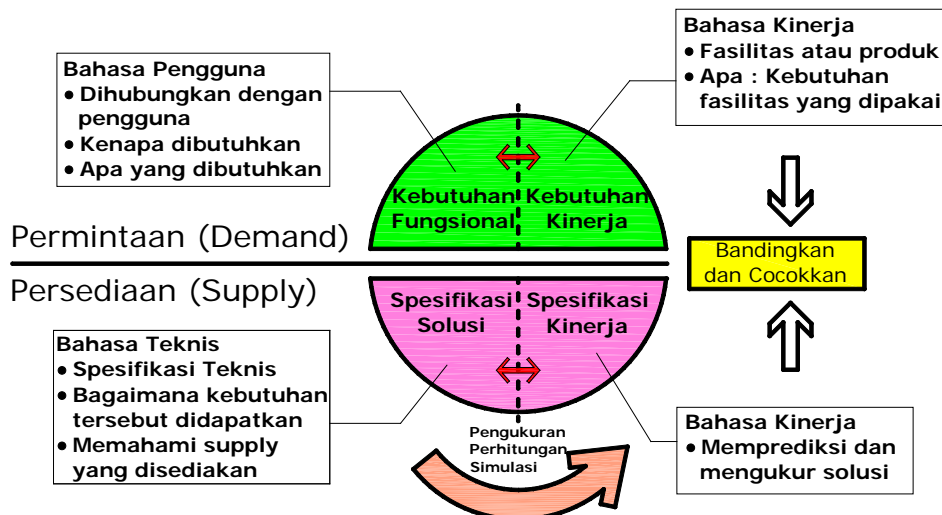 Bahasa Pengguna
• Dihubungkan dengan
pengguna
• Kenapa dibutuhkan
• Apa yang dibutuhkan
Bahasa Kinerja
• Fasilitas atau produk
• Apa : Kebutuhan
fasilitas yang dipakai
Kebutuhan
Fungsional
Kebutuhan
Kinerja
Permintaan (Demand)
Bandingkan
dan Cocokkan
Persediaan (Supply)
Spesifikasi
Solusi
Spesifikasi
Kinerja
Bahasa Teknis
• Spesifikasi Teknis
• Bagaimana kebutuhan
tersebut didapatkan
• Memahami supply
yang disediakan
Pengukuran
Perhitungan
Simulasi
Bahasa Kinerja
• Memprediksi dan
mengukur solusi